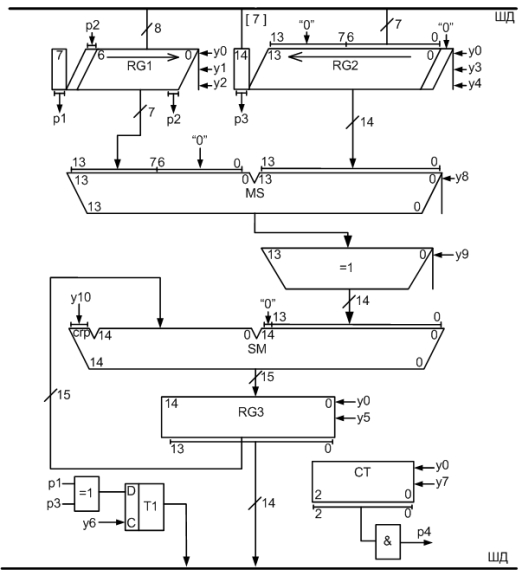 ШД
8
[ 7 ]
7
p2
"0"
"0"
7
6
0
14
13
7 6
0
13
0
RG1
RG2
y0
y1
y2
y0
y3
y4
p1
p2
p3
7
14
"0"
13
7 6
0
13
0
13
0
13
0
MS
y8
13
0
13
0
=1
y9
14
y10
"0"
13
0
crp
14
0
14
0
SM
14
0
15
15
14
0
RG3
y0
y5
13
0
14
p1
p3
=1
D
T1
y6
C
CT
2
0
2
0
y0
y7
&
p4
ШД